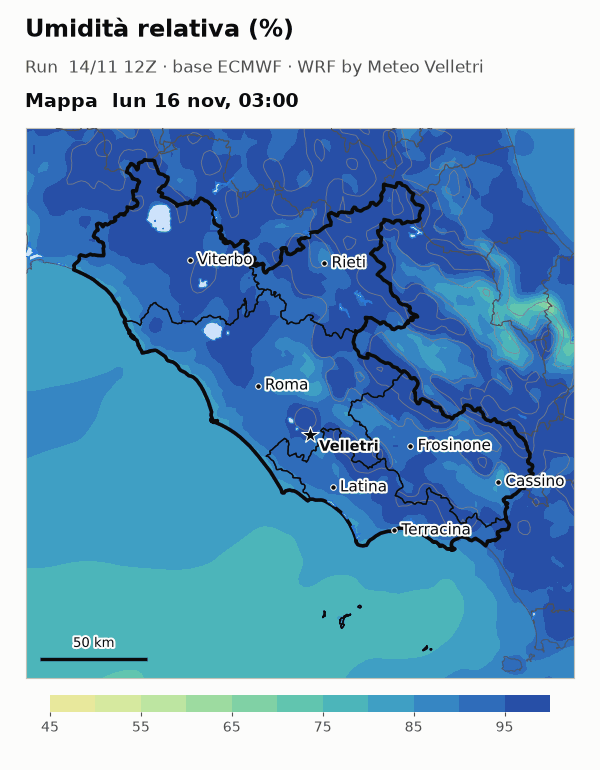 Umidità relativa (%)
Run  14/11 12Z · base ECMWF · WRF by Meteo Velletri
Mappa  lun 16 nov, 03:00
Viterbo
Rieti
Roma
Velletri
Frosinone
Cassino
Latina
Terracina
50 km
45 55 65 75 85 95